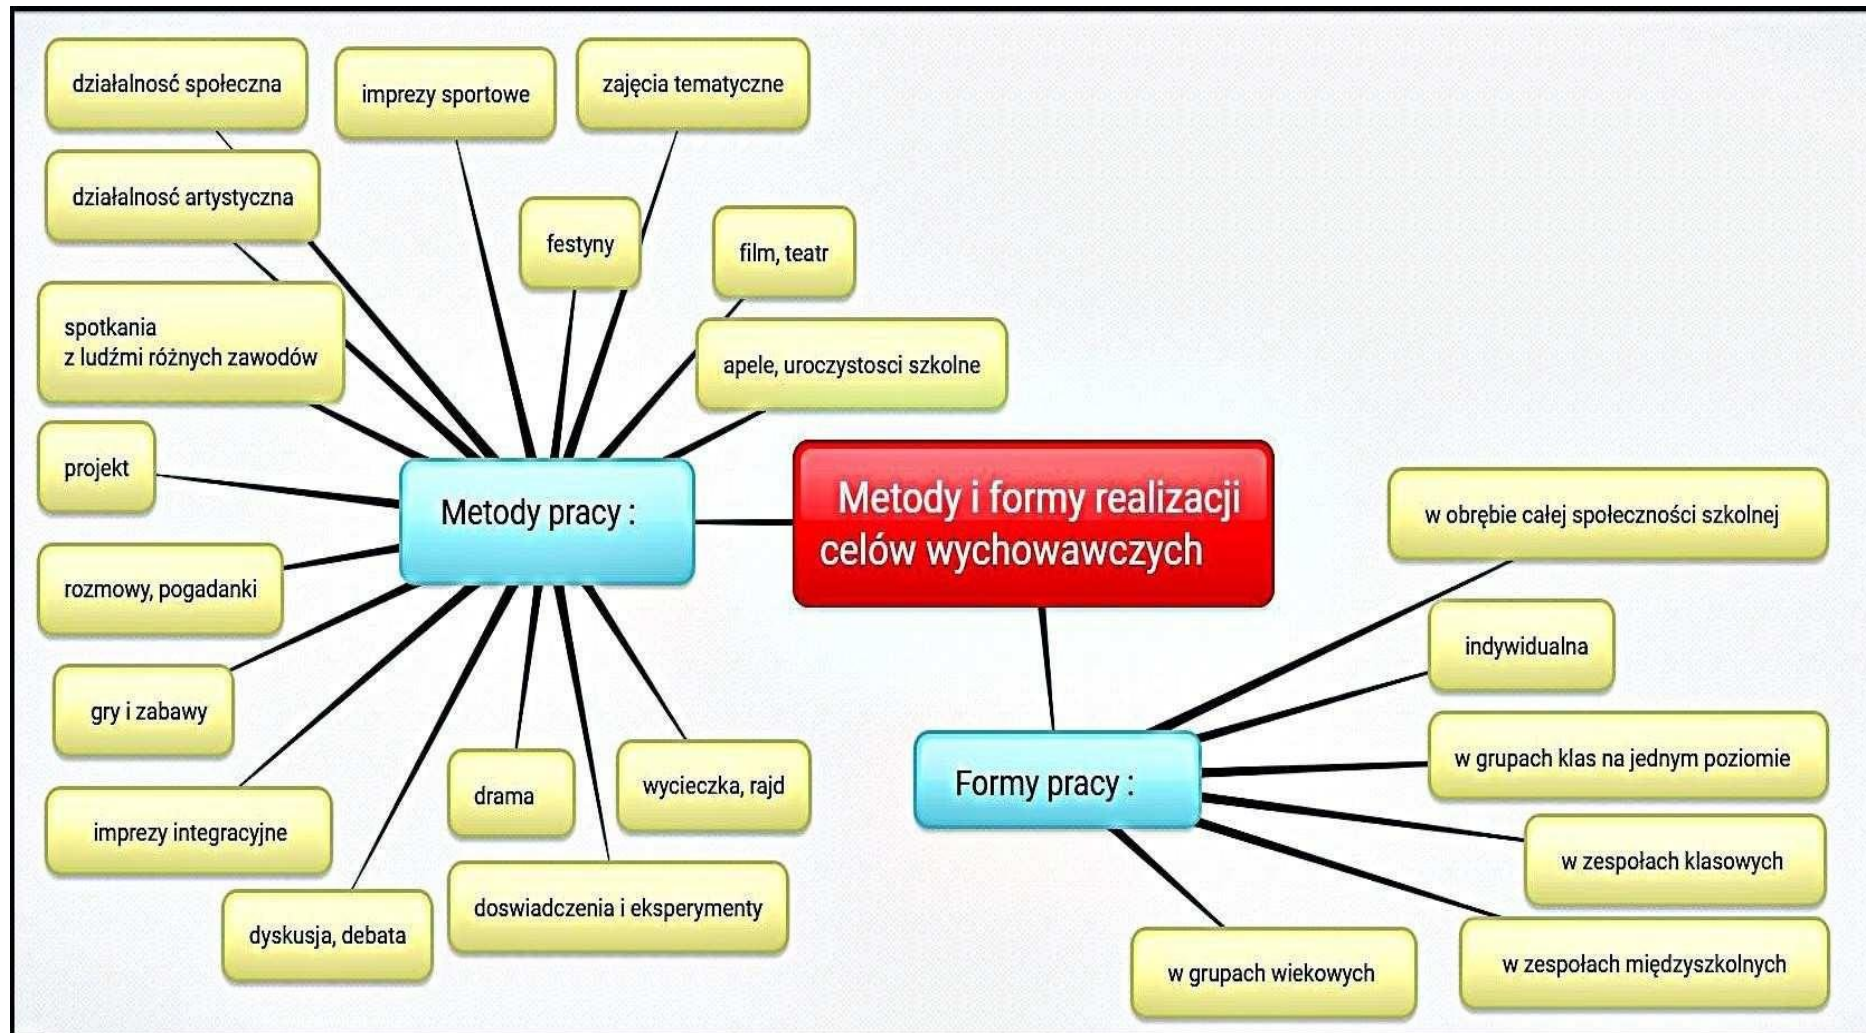 działalnosć społeczna
imprezy sportowe
zajęcia tematyczne
działalnosć artystyczna
festyny
film, teatr
spotkania
z ludźmi różnych zawodów
apele, uroczystosci szkolne
projekt
Metody pracy :
Metody i formy realizacji
celów wychowawczych
w obrębie całej społeczności szkolnej
rozmowy, pogadanki
indywidualna
gry i zabawy
w grupach klas na jednym poziomie
imprezy integracyjne
drama
wycieczka, rajd
Formy pracy :
w zespołach klasowych
dyskusja, debata
doswiadczenia i eksperymenty
w grupach wiekowych
w zespołach międzyszkolnych